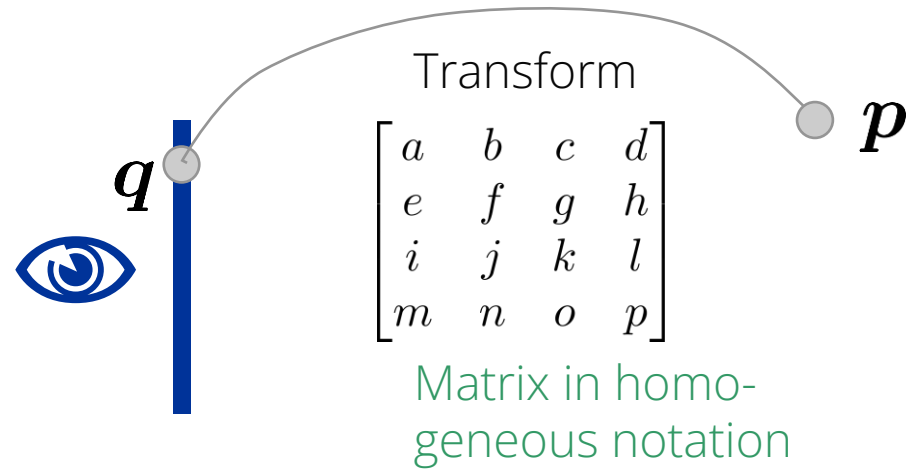 Transform
p
q
a b c d
e f g h
i j k l
m n o p
Matrix in homo-
geneous notation